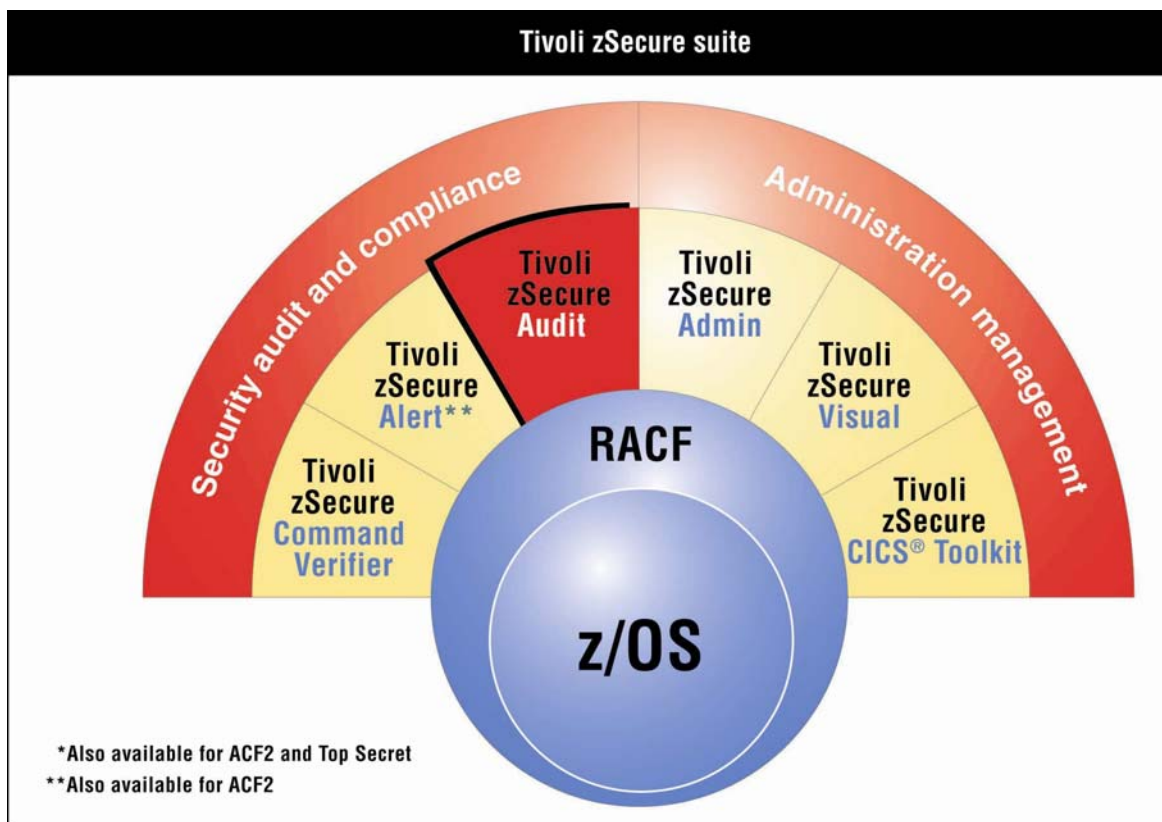 Tivoli zSecure suite
Security audit and compliance
Administration management
Tivoli
zSecure
Command
Verifier
Tivoli
zSecure
Alert**
Tivoli
zSecure
Audit
Tivoli
zSecure
Admin
Tivoli
zSecure
Visual
Tivoli
zSecure
CICS® Toolkit
RACF
z/OS
*Also available for ACF2 and Top Secret
**Also available for ACF2